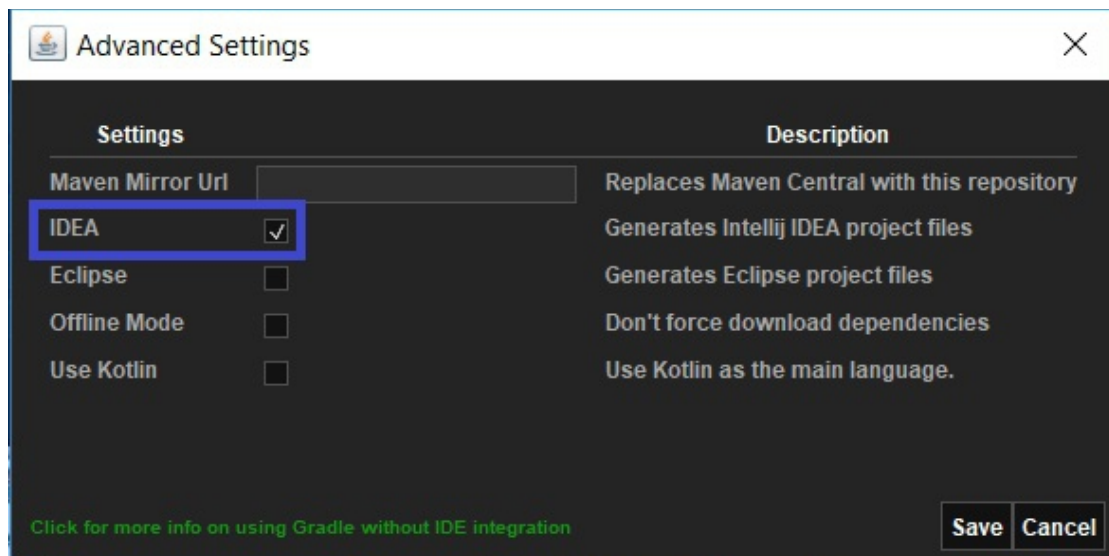 Advanced Settings
Settings Description
Maven Mirror Url Replaces Maven Central with this repository
IDEA Generates Intellij IDEA project files
Eclipse Generates Eclipse project files
Offline Mode Don't force download dependencies
Use Kotlin Use Kotlin as the main language.
Click for more info on using Gradle without IDE integration Save Cancel